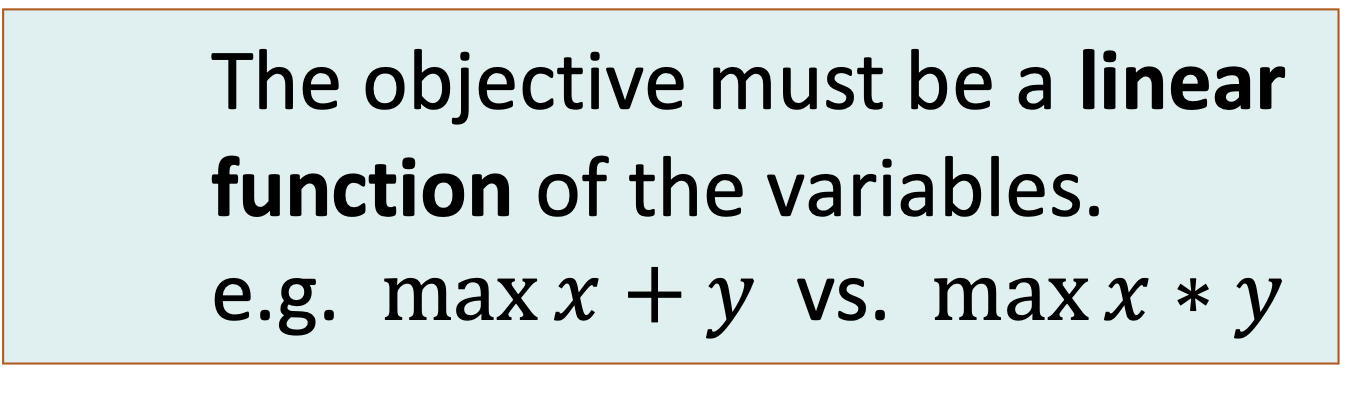 The objective must be a linear
function of the variables.
e.g. max x + y vs. max x * y